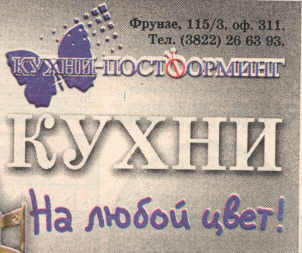 Фрунзе, 115/3, оф. 311.
Тел. (3822) 26 63 93.
КУХНИ-ПОСТФОРМИНГ
КУХНИ
На любой цвет!